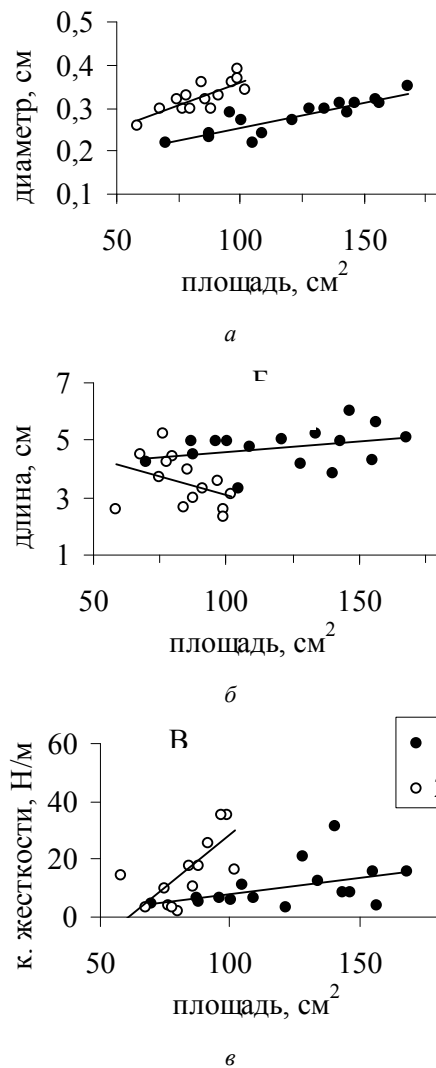 0,5
0,4
0,3
0,2
0,1
диаметр, см
50 100 150
площадь, см²
а
7
5
3
1
длина, см
50 100 150
площадь, см²
б
В
60
40
20
0
к. жесткости, Н/м
50 100 150
площадь, см²
в